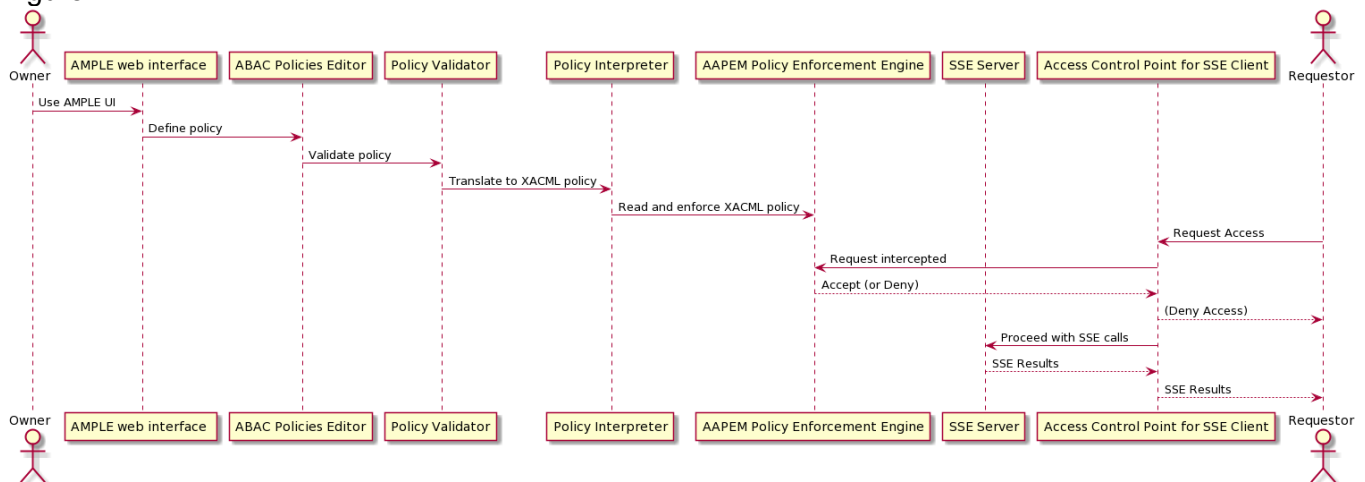 Owner
AMPLE web interface
ABAC Policies Editor
Policy Validator
Policy Interpreter
AAPEM Policy Enforcement Engine
SSE Server
Access Control Point for SSE Client
Requestor
Use AMPLE UI
Define policy
Validate policy
Translate to XACML policy
Read and enforce XACML policy
Request Access
Request intercepted
Accept (or Deny)
(Deny Access)
Proceed with SSE calls
SSE Results
SSE Results
Owner
AMPLE web interface
ABAC Policies Editor
Policy Validator
Policy Interpreter
AAPEM Policy Enforcement Engine
SSE Server
Access Control Point for SSE Client
Requestor